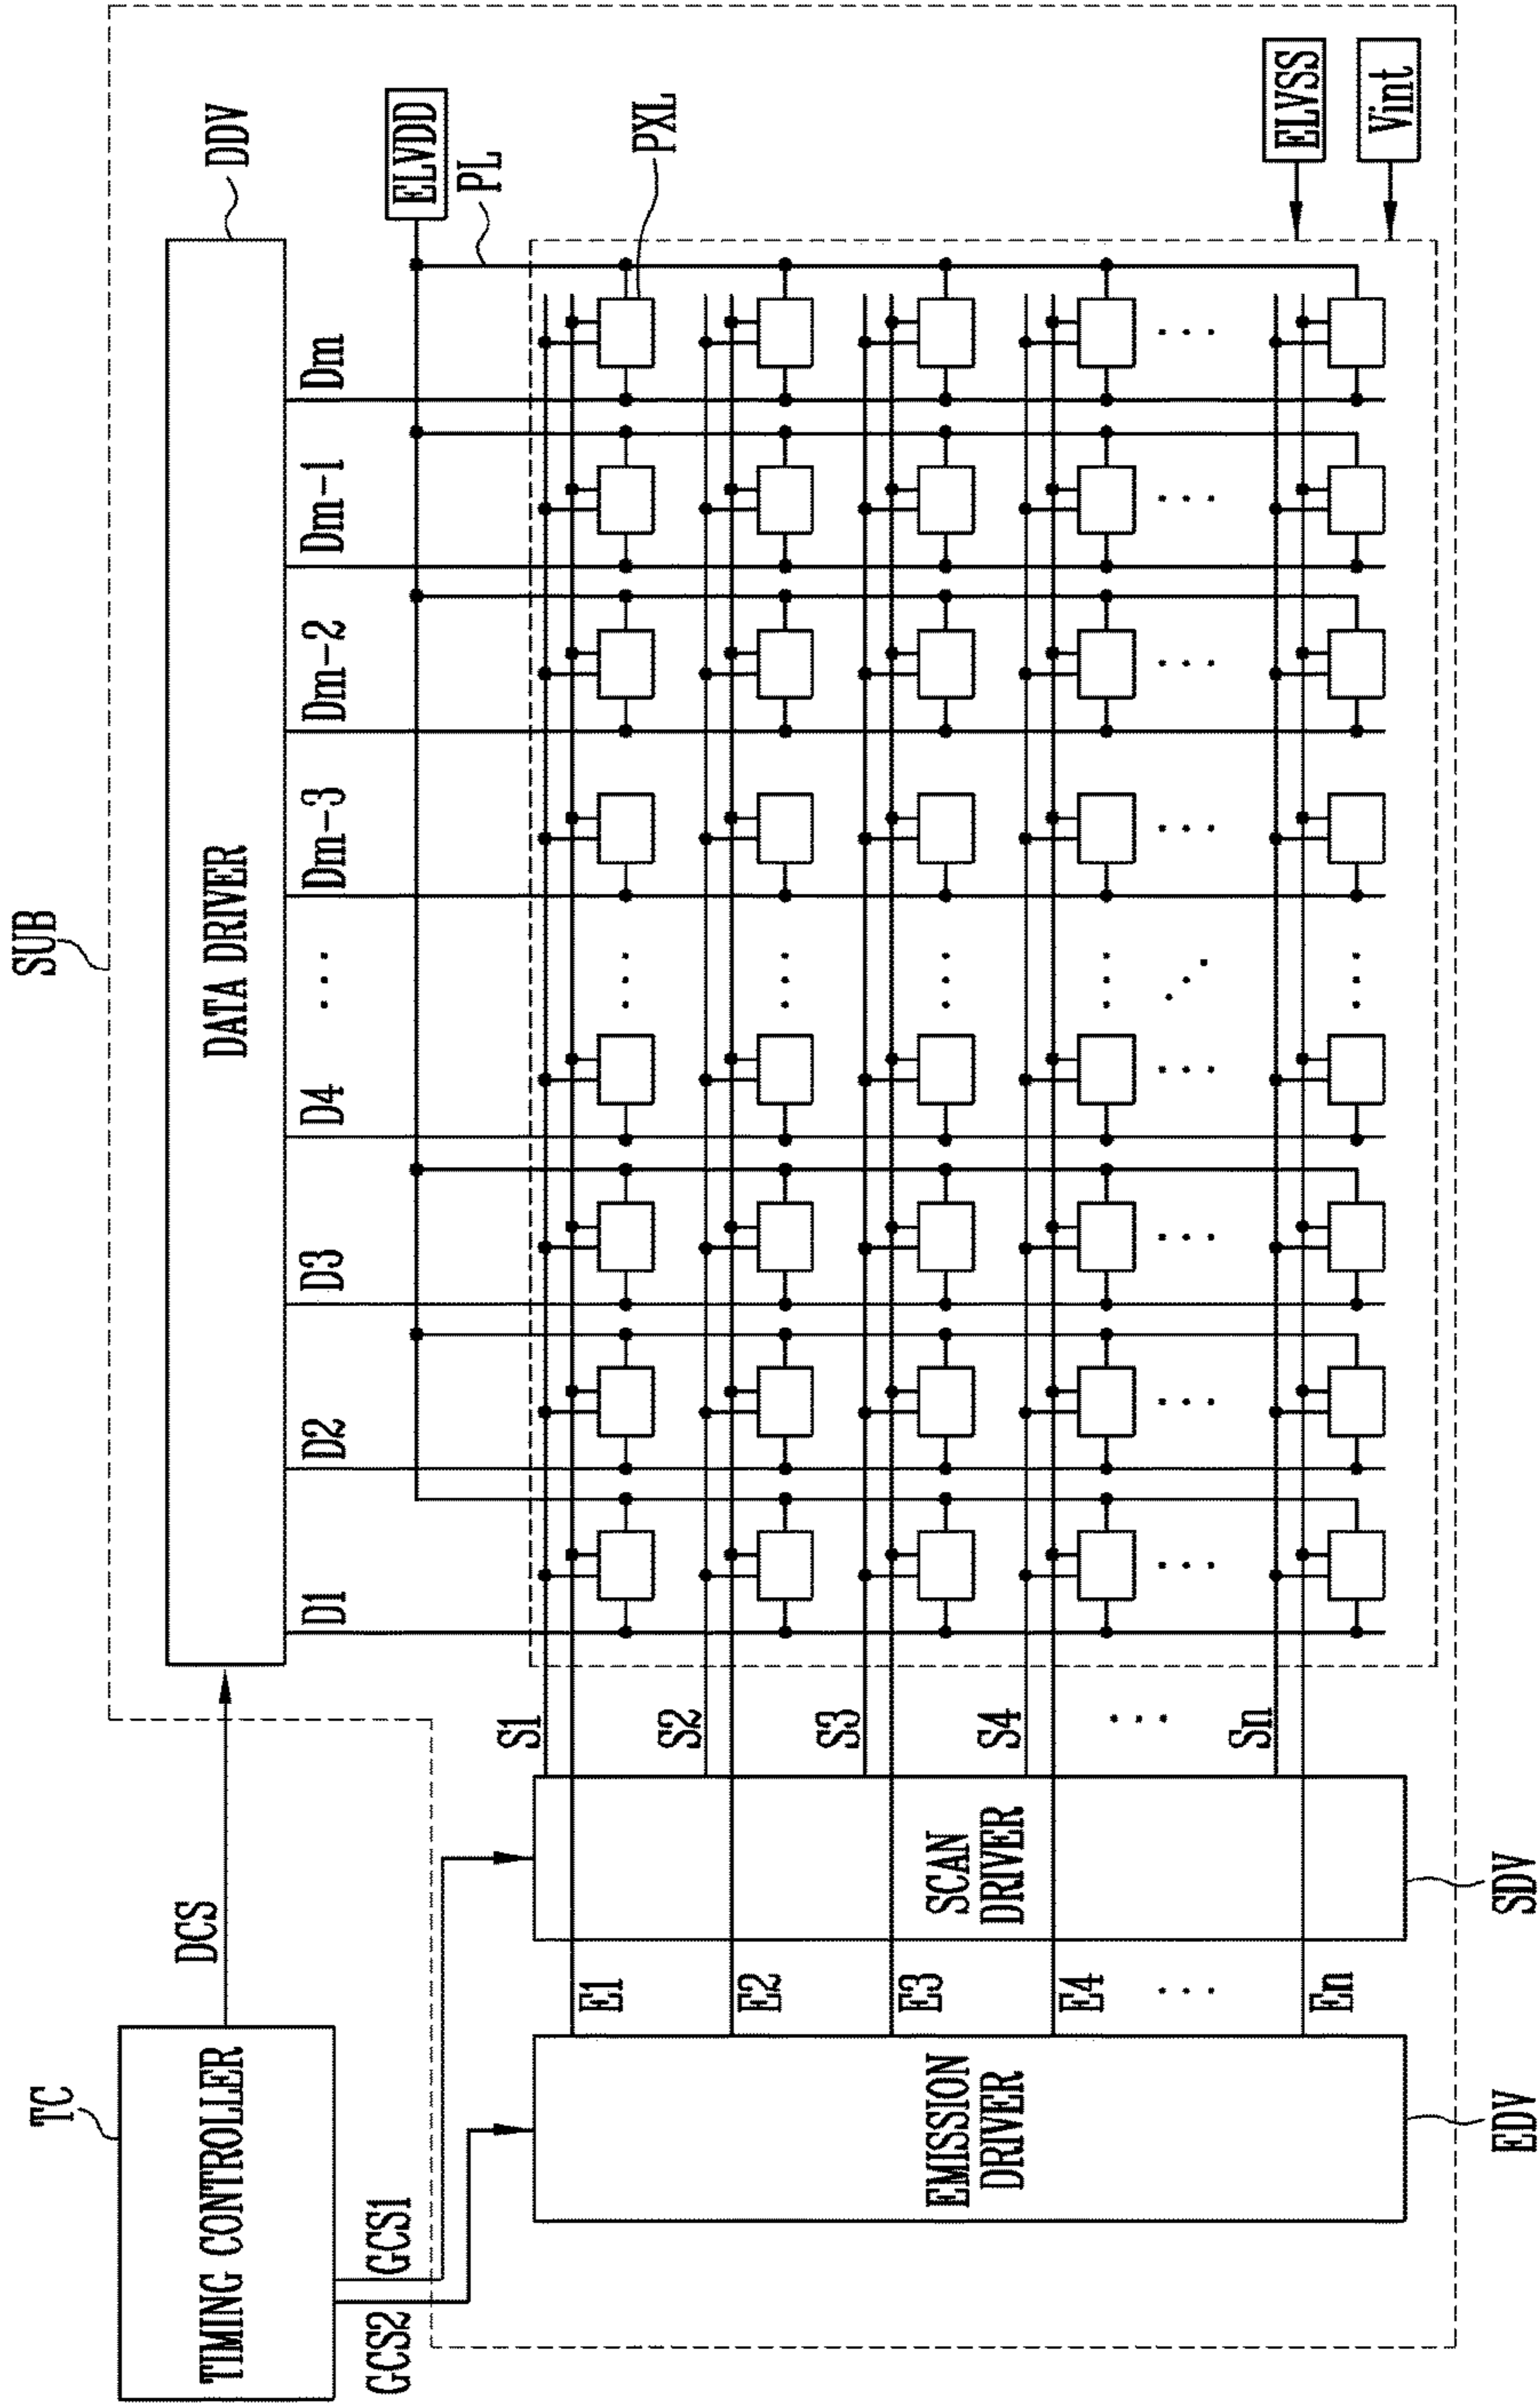 SUB
TC
TIMING CONTROLLER
DCS
DATA DRIVER
DDV
GCS2
GCS1
D1
D2
D3
D4
...
Dm-3
Dm-2
Dm-1
Dm
ELVDD
PL
PXL
S1
S2
S3
S4
...
Sn
E1
E2
E3
E4
...
En
EMISSION
DRIVER
SCAN
DRIVER
ELVSS
Vint
EDV
SDV